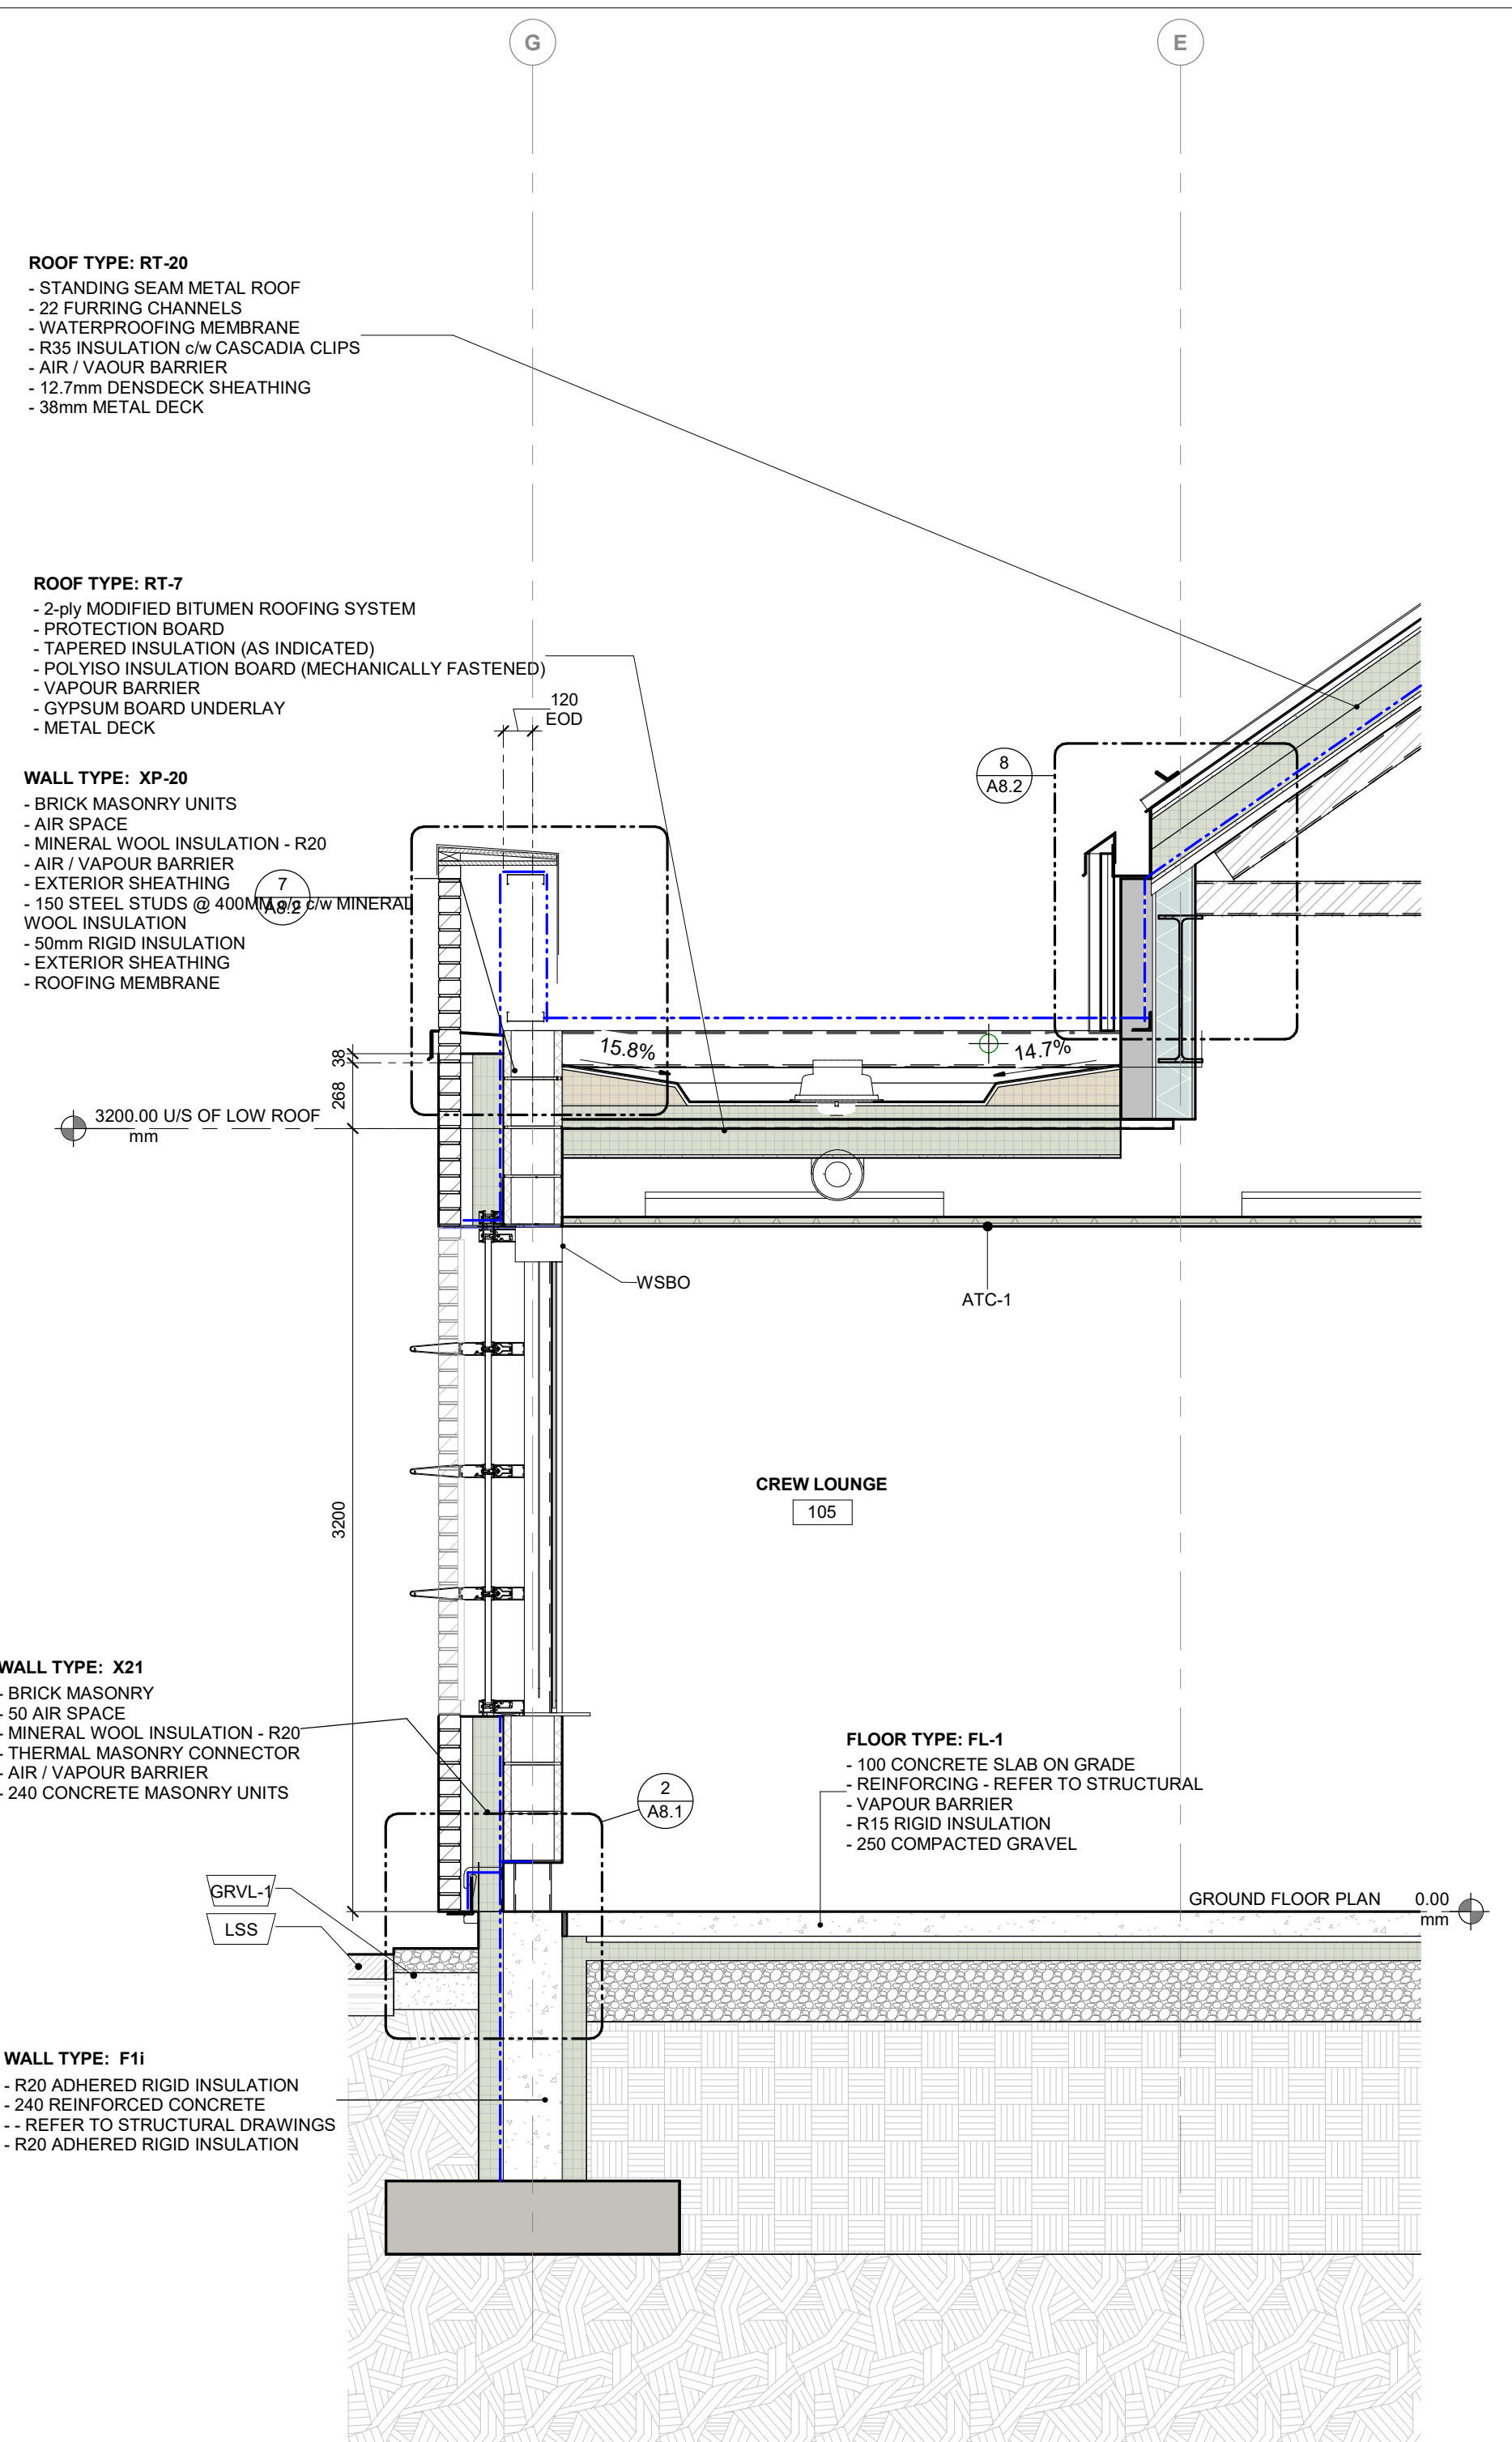 G
E
ROOF TYPE: RT-20
- STANDING SEAM METAL ROOF
- 22 FURRING CHANNELS
- WATERPROOFING MEMBRANE
- R35 INSULATION c/w CASCADIA CLIPS
- AIR / VAOUR BARRIER
- 12.7mm DENSDECK SHEATHING
- 38mm METAL DECK
ROOF TYPE: RT-7
- 2-ply MODIFIED BITUMEN ROOFING SYSTEM
- PROTECTION BOARD
- TAPERED INSULATION (AS INDICATED)
- POLYISO INSULATION BOARD (MECHANICALLY FASTENED)
- VAPOUR BARRIER
- GYPSUM BOARD UNDERLAY
- METAL DECK
120
EOD
WALL TYPE: XP-20
- BRICK MASONRY UNITS
- AIR SPACE
- MINERAL WOOL INSULATION - R20
- AIR / VAPOUR BARRIER
- EXTERIOR SHEATHING
- 150 STEEL STUDS @ 400MM o/c c/w MINERAL
WOOL INSULATION
- 50mm RIGID INSULATION
- EXTERIOR SHEATHING
- ROOFING MEMBRANE
7
A8.2
8
A8.2
15.8%
14.7%
38
268
3200.00 U/S OF LOW ROOF
mm
WSBO
ATC-1
CREW LOUNGE
105
3200
WALL TYPE: X21
- BRICK MASONRY
- 50 AIR SPACE
- MINERAL WOOL INSULATION - R20
- THERMAL MASONRY CONNECTOR
- AIR / VAPOUR BARRIER
- 240 CONCRETE MASONRY UNITS
2
A8.1
FLOOR TYPE: FL-1
- 100 CONCRETE SLAB ON GRADE
- REINFORCING - REFER TO STRUCTURAL
- VAPOUR BARRIER
- R15 RIGID INSULATION
- 250 COMPACTED GRAVEL
GRVL-1
LSS
GROUND FLOOR PLAN 0.00
mm
WALL TYPE: F1i
- R20 ADHERED RIGID INSULATION
- 240 REINFORCED CONCRETE
- - REFER TO STRUCTURAL DRAWINGS
- R20 ADHERED RIGID INSULATION